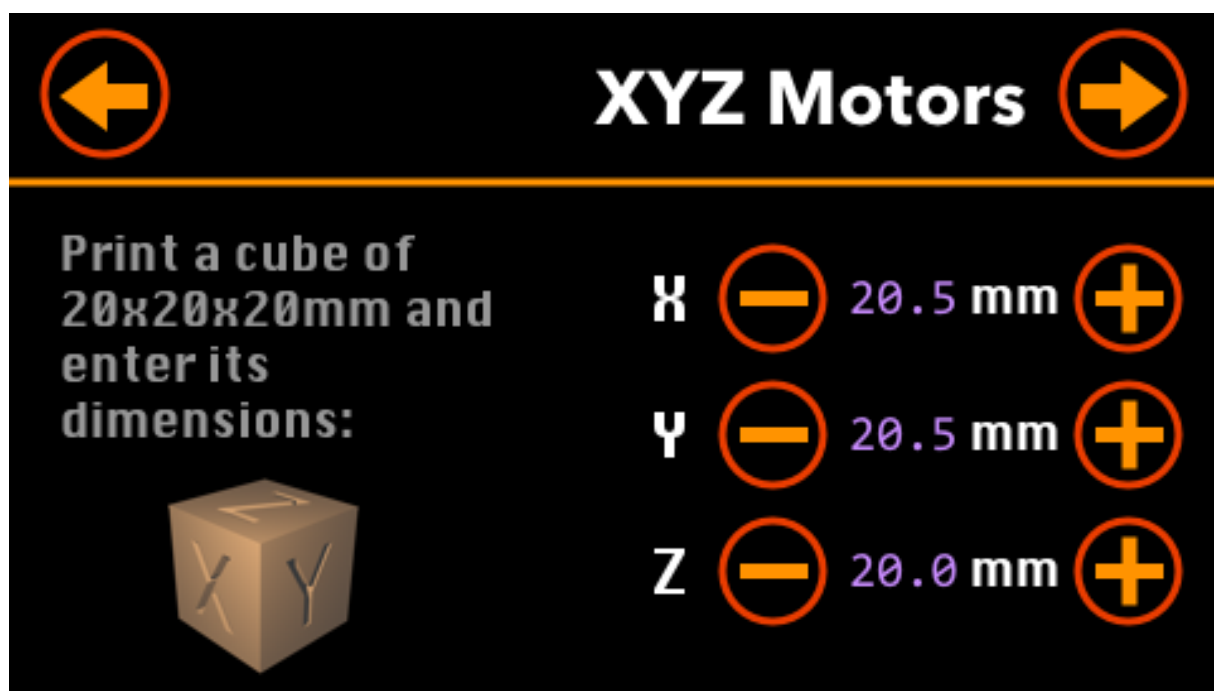 XYZ Motors
Print a cube of
20x20x20mm and
enter its
dimensions:
X 20.5 mm
Y 20.5 mm
Z 20.0 mm
Z
X Y